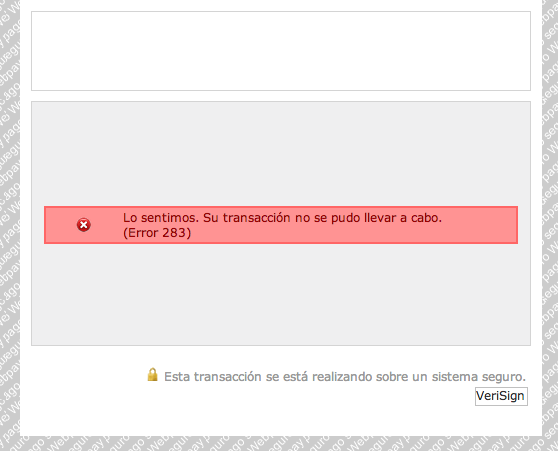 Lo sentimos. Su transacción no se pudo llevar a cabo.
(Error 283)
Esta transacción se está realizando sobre un sistema seguro.
VeriSign